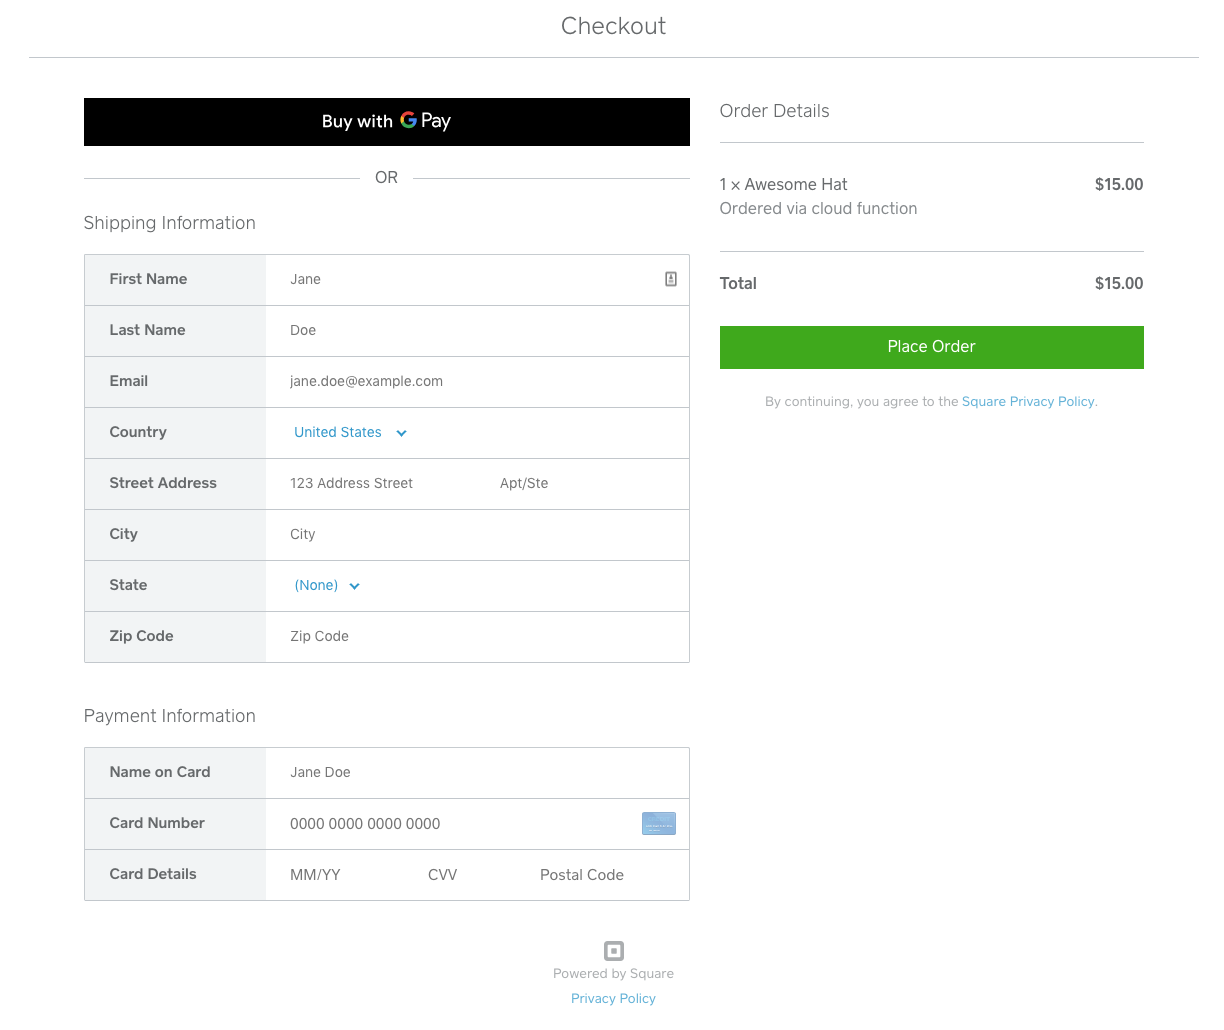 Checkout
Buy with G Pay
OR
Shipping Information
First Name Jane
Last Name Doe
Email jane.doe@example.com
Country United States
Street Address 123 Address Street Apt/Ste
City City
State (None)
Zip Code Zip Code
Payment Information
Name on Card Jane Doe
Card Number 0000 0000 0000 0000
Card Details MM/YY CVV Postal Code
Order Details
1 × Awesome Hat $15.00
Ordered via cloud function
Total $15.00
Place Order
By continuing, you agree to the Square Privacy Policy.
Powered by Square
Privacy Policy